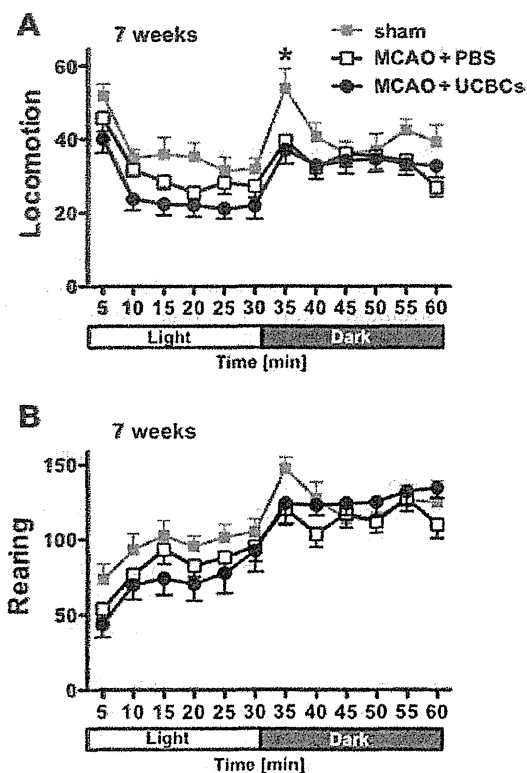 A
7 weeks
sham
MCAO + PBS
MCAO + UCBCs
*
60
40
20
0
Locomotion
5 10 15 20 25 30 35 40 45 50 55 60
Light Dark
Time [min]
B
7 weeks
150
100
50
0
Rearing
5 10 15 20 25 30 35 40 45 50 55 60
Light Dark
Time [min]